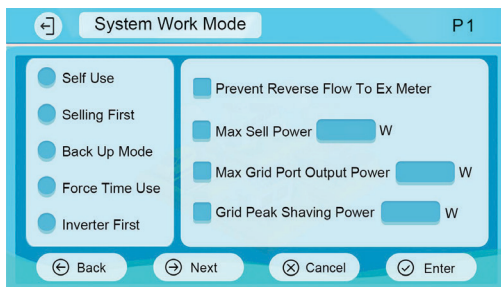 System Work Mode
P1
Self Use
Selling First
Back Up Mode
Force Time Use
Inverter First
Prevent Reverse Flow To Ex Meter
Max Sell Power W
Max Grid Port Output Power W
Grid Peak Shaving Power W
Back Next Cancel Enter